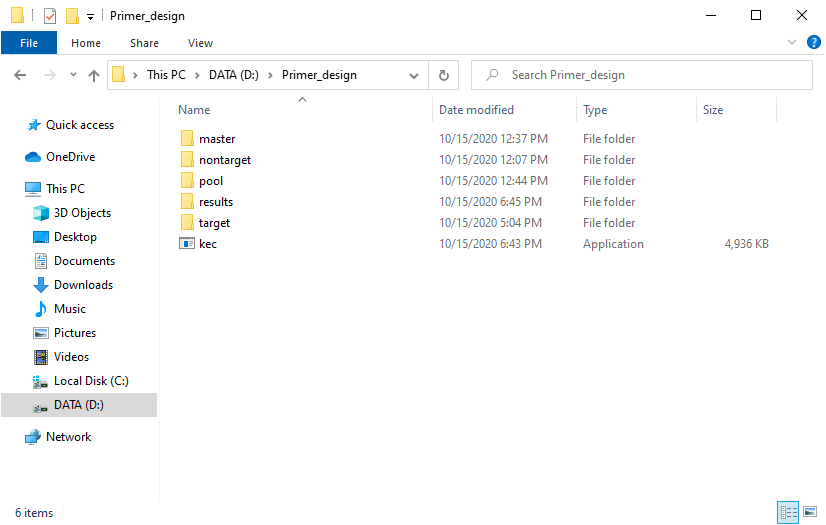 Primer_design
File Home Share View
This PC DATA (D:) Primer_design Search Primer_design
Name Date modified Type Size
Quick access
OneDrive
This PC
3D Objects
Desktop
Documents
Downloads
Music
Pictures
Videos
Local Disk (C:)
DATA (D:)
Network
master 10/15/2020 12:37 PM File folder
nontarget 10/15/2020 12:07 PM File folder
pool 10/15/2020 12:44 PM File folder
results 10/15/2020 6:45 PM File folder
target 10/15/2020 5:04 PM File folder
kec 10/15/2020 6:43 PM Application 4,936 KB
6 items